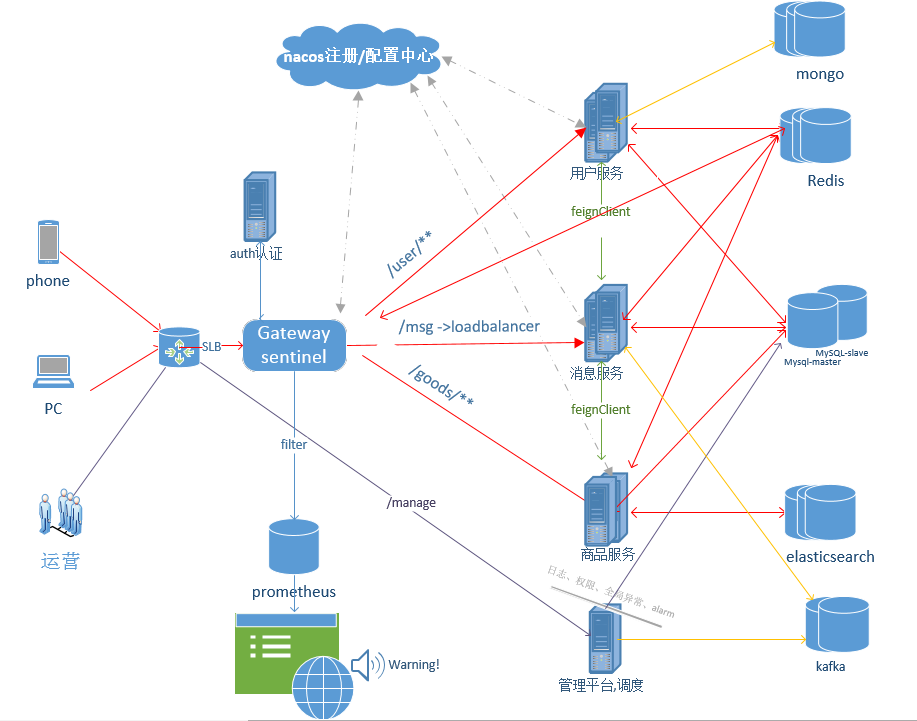 nacos注册/配置中心
mongo
Redis
用户服务
feignClient
auth认证
/user/**
phone
SLB
Gateway
sentinel
/msg ->loadbalancer
MySQL-slave
Mysql-master
消息服务
/goods/**
PC
feignClient
filter
/manage
运营
商品服务
elasticsearch
prometheus
日志、权限、全局异常、alarm
Warning!
管理平台,调度
kafka